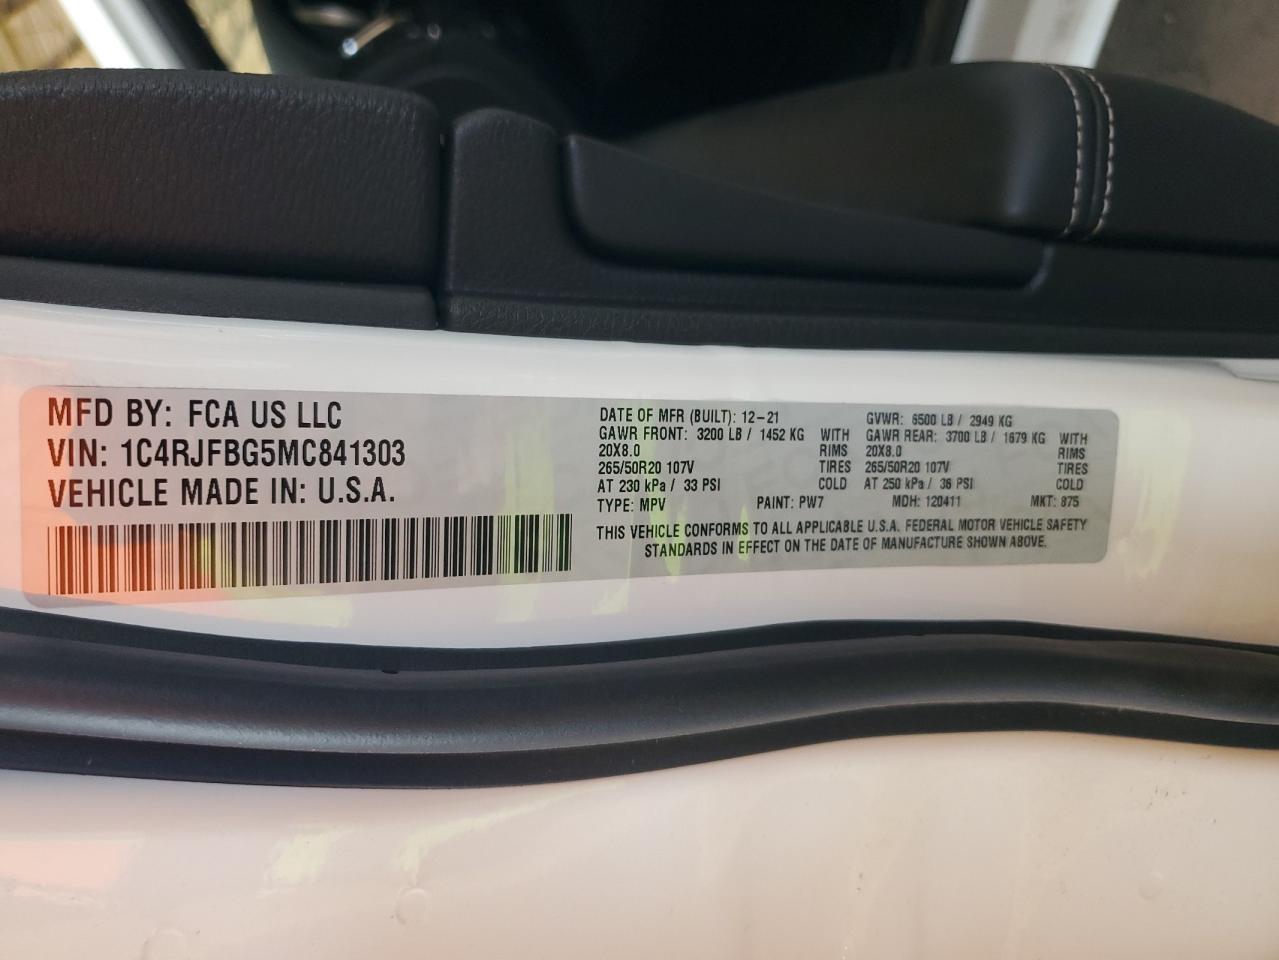 MFD BY: FCA US LLC
VIN: 1C4RJFBG5MC841303
VEHICLE MADE IN: U.S.A.
DATE OF MFR (BUILT): 12-21 GVWR: 6500 LB / 2949 KG
GAWR FRONT: 3200 LB / 1452 KG WITH GAWR REAR: 3700 LB / 1679 KG WITH
20X8.0 RIMS 20X8.0 RIMS
265/50R20 107V TIRES 265/50R20 107V TIRES
AT 230 kPa / 33 PSI COLD AT 250 kPa / 36 PSI COLD
TYPE: MPV PAINT: PW7 MDH: 120411 MKT: 875
THIS VEHICLE CONFORMS TO ALL APPLICABLE U.S.A. FEDERAL MOTOR VEHICLE SAFETY
STANDARDS IN EFFECT ON THE DATE OF MANUFACTURE SHOWN ABOVE.